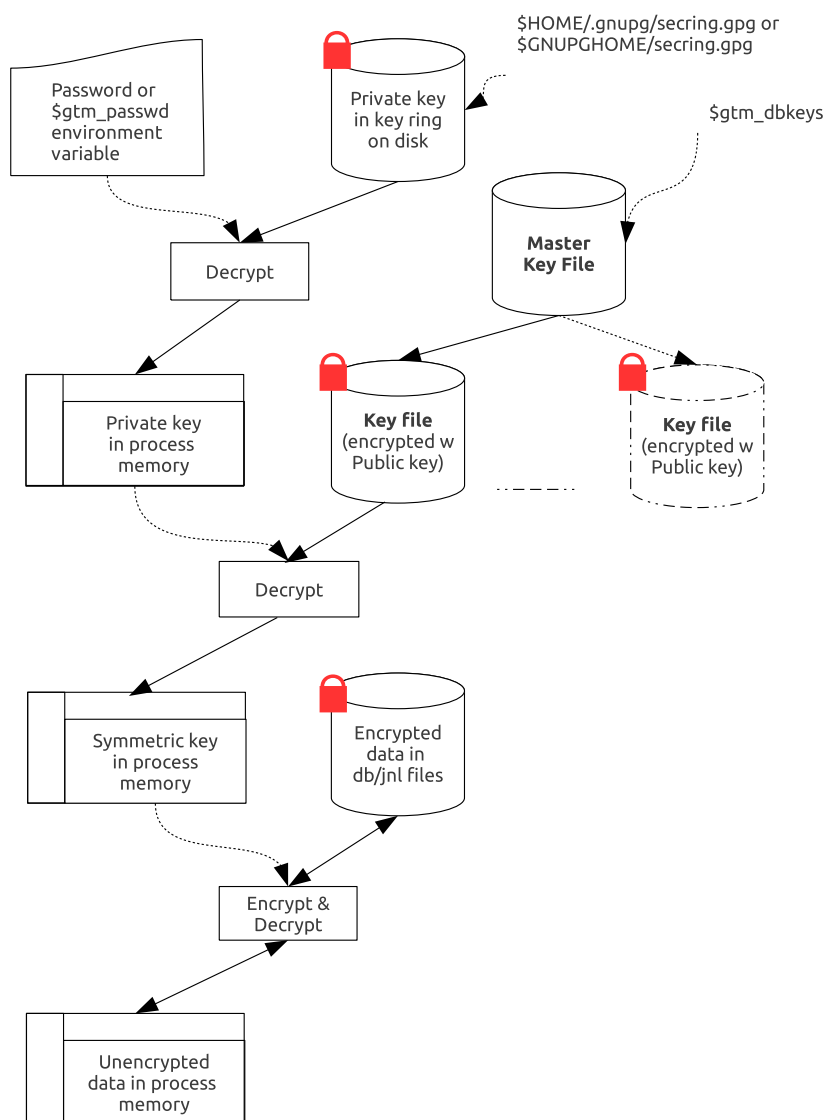 $HOME/.gnupg/secring.gpg or
$GNUPGHOME/secring.gpg
Password or
$gtm_passwd
environment
variable
Private key
in key ring
on disk
$gtm_dbkeys
Master
Key File
Decrypt
Private key
in process
memory
Key file
(encrypted w
Public key)
Key file
(encrypted w
Public key)
Decrypt
Symmetric key
in process
memory
Encrypted
data in
db/jnl files
Encrypt &
Decrypt
Unencrypted
data in process
memory